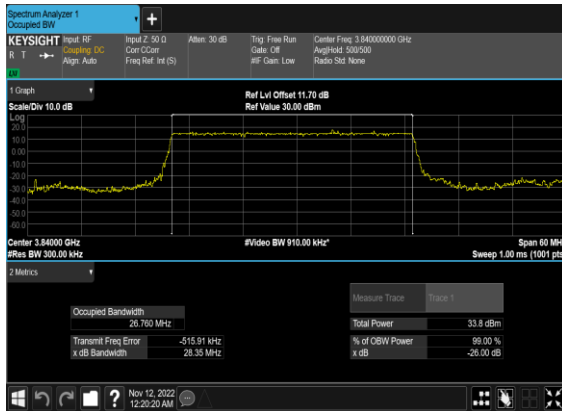 Spectrum Analyzer 1
Occupied BW
KEYSIGHT
R T
LXI
Input: RF
Coupling: DC
Align: Auto
Input Z: 50 Ω
Corr CCorr
Freq Ref: Int (S)
Atten: 30 dB
Trig: Free Run
Gate: Off
#IF Gain: Low
Center Freq: 3.840000000 GHz
Avg|Hold: 500/500
Radio Std: None
1 Graph
Scale/Div 10.0 dB
Ref Lvl Offset 11.70 dB
Ref Value 30.00 dBm
Log
20.0
10.0
0.00
-10.0
-20.0
-30.0
-40.0
-50.0
-60.0
Center 3.84000 GHz
#Res BW 300.00 kHz
#Video BW 910.00 kHz*
Span 60 MH
Sweep 1.00 ms (1001 pts
2 Metrics
Measure Trace Trace 1
Occupied Bandwidth
26.760 MHz
Total Power 33.8 dBm
Transmit Freq Error -515.91 kHz
% of OBW Power 99.00 %
x dB Bandwidth 28.35 MHz
x dB -26.00 dB
?
Nov 12, 2022
12:20:20 AM